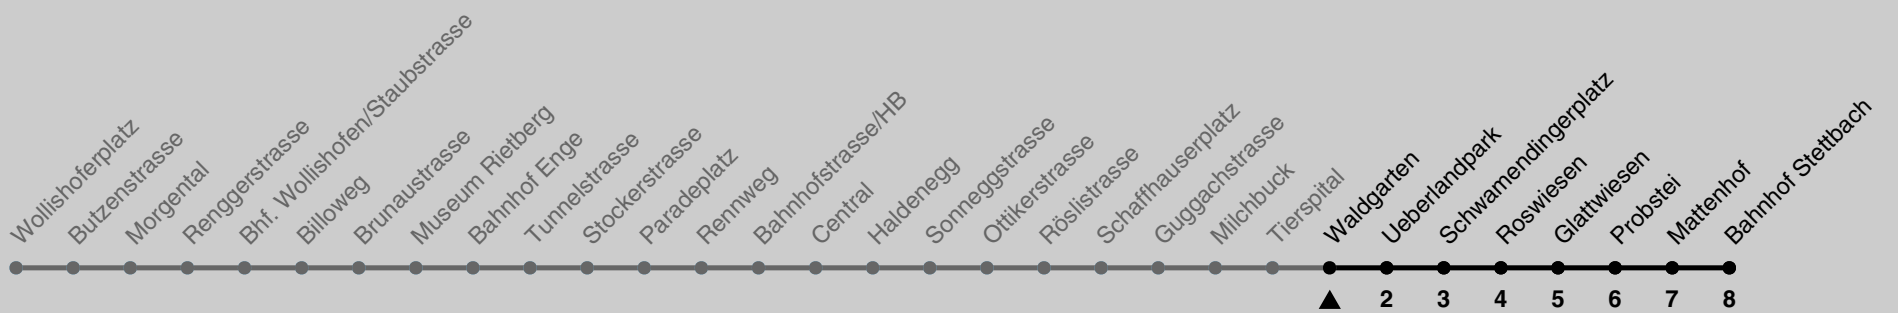 Wollishoferplatz
Butzenstrasse
Morgental
Renggerstrasse
Bhf. Wollishofen/Staubstrasse
Billoweg
Brunaustrasse
Museum Rietberg
Bahnhof Enge
Tunnelstrasse
Stockerstrasse
Paradeplatz
Rennweg
Bahnhofstrasse/HB
Central
Haldenegg
Sonneggstrasse
Ottikerstrasse
Röslistrasse
Schaffhauserplatz
Guggachstrasse
Milchbuck
Tierspital
Waldgarten
Ueberlandpark
Schwamendingerplatz
Roswiesen
Glattwiesen
Probstei
Mattenhof
Bahnhof Stettbach
2 3 4 5 6 7 8